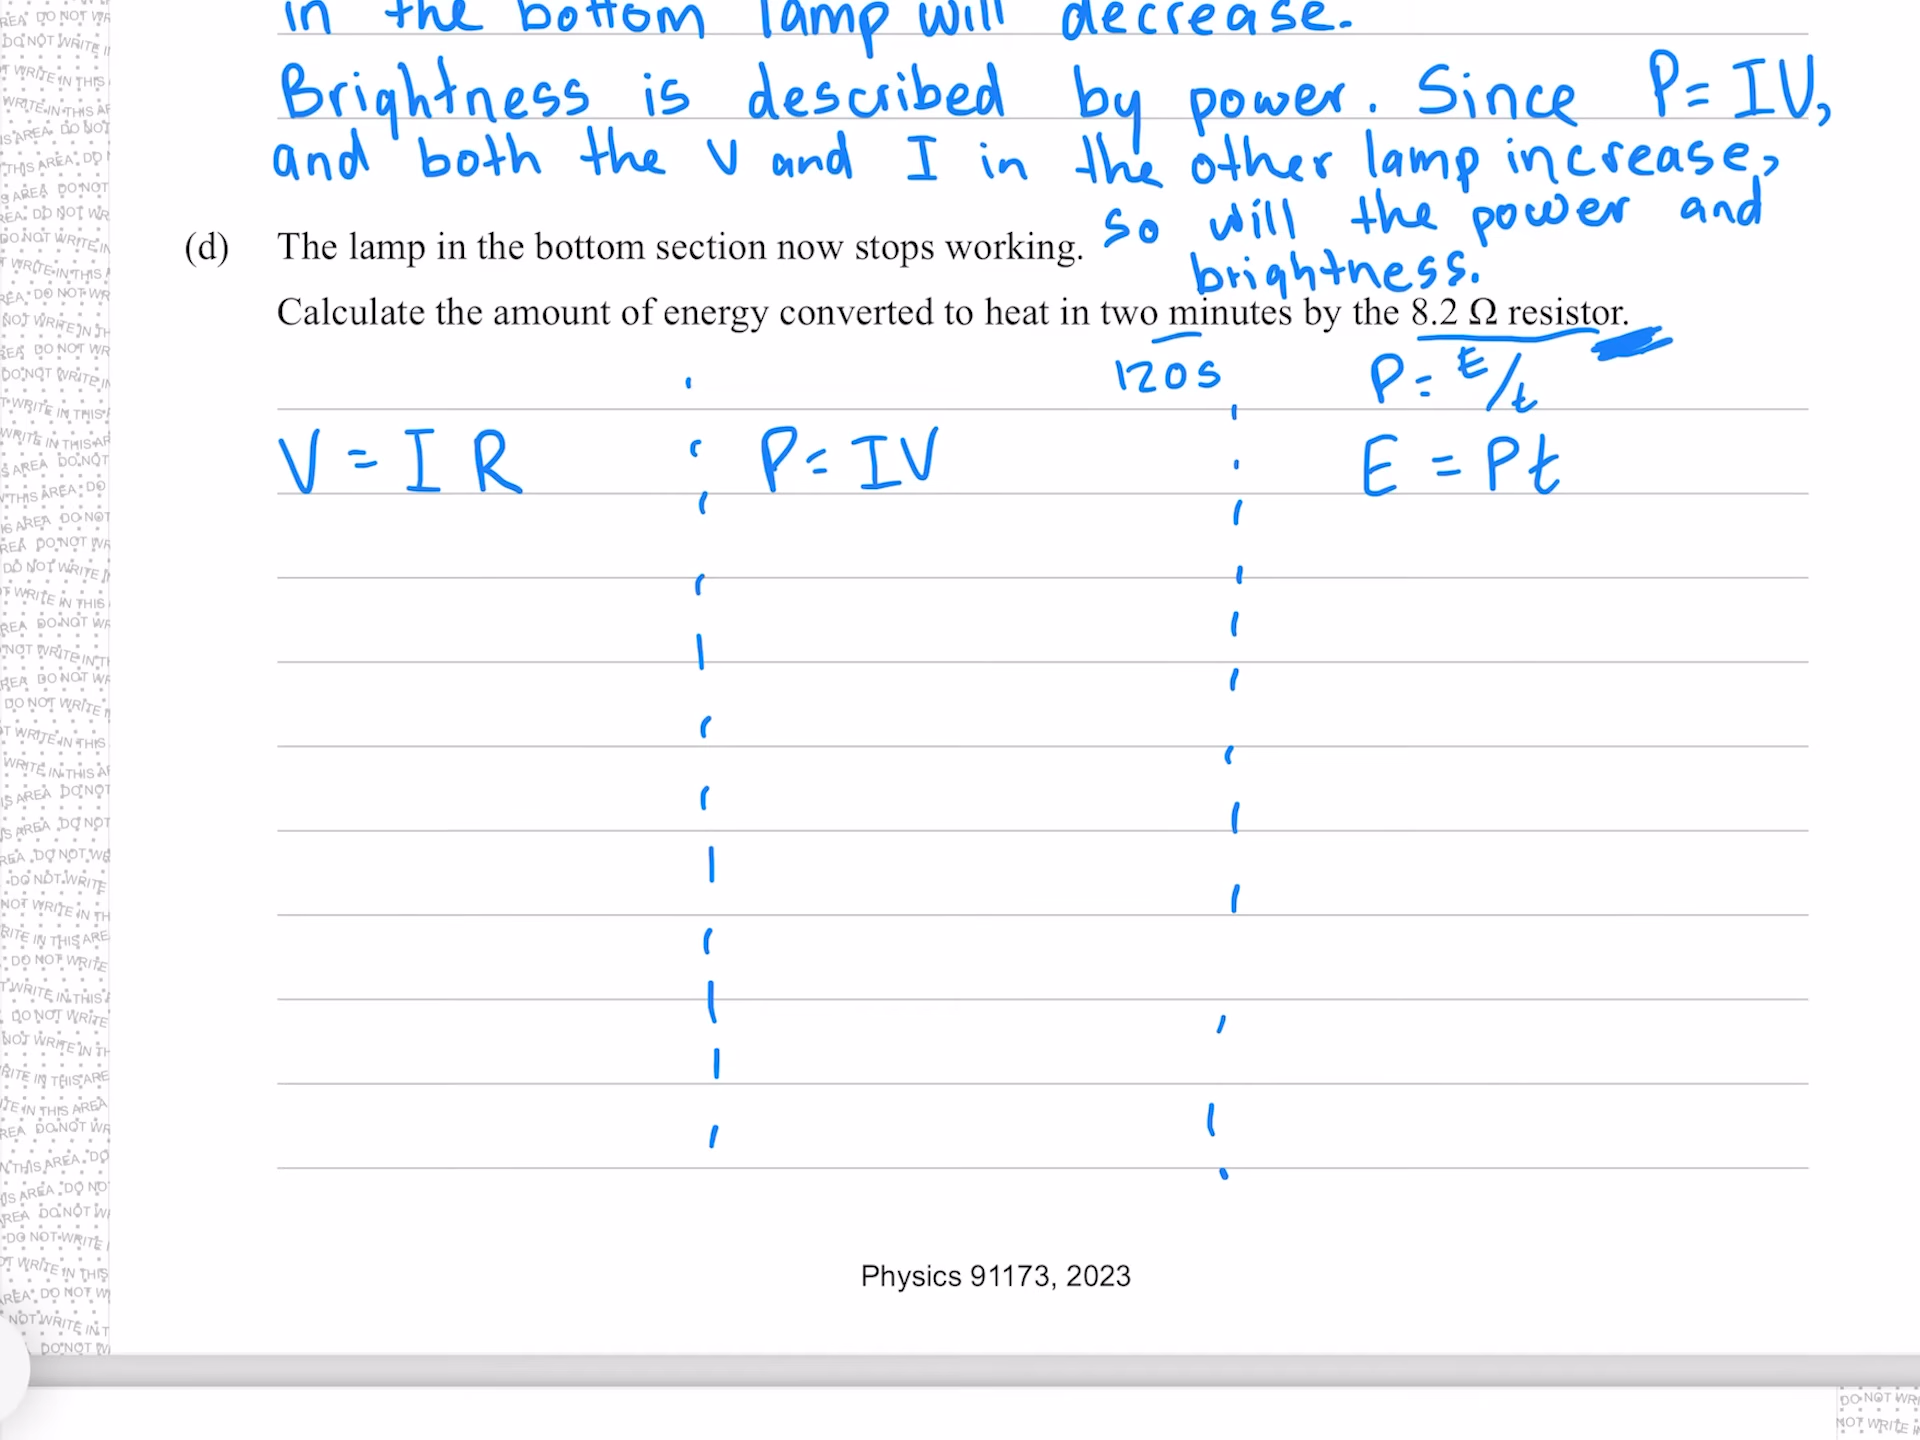 in the bottom lamp will decrease.
Brightness is described by power. Since P= IV,
and both the V and I in the other lamp increase,
so will the power and
brightness.
(d) The lamp in the bottom section now stops working.
Calculate the amount of energy converted to heat in two minutes by the 8.2 Ω resistor.
120s
P= E/t
V = I R
P= IV
E = Pt
Physics 91173, 2023